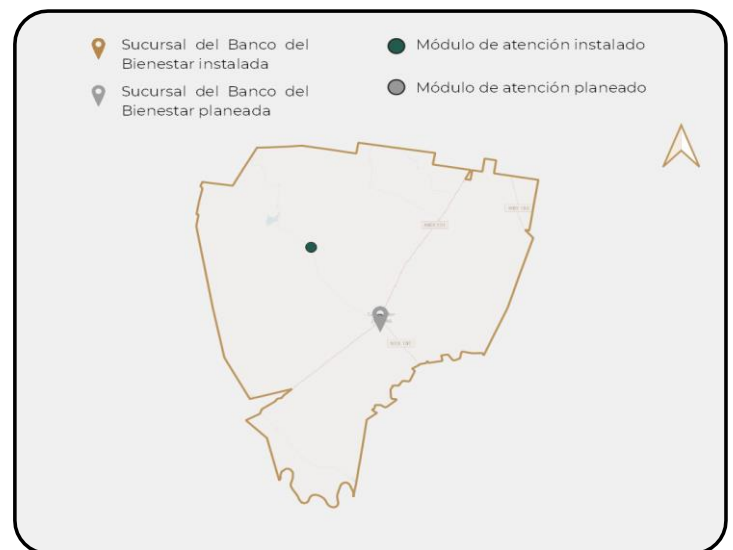 Sucursal del Banco del
Bienestar instalada
Sucursal del Banco del
Bienestar planeada
Módulo de atención instalado
Módulo de atención planeado